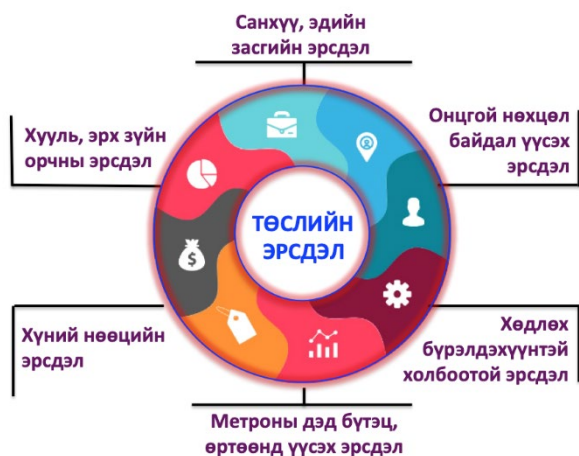 Санхүү, эдийн
засгийн эрсдэл
Хууль, эрх зүйн
орчны эрсдэл
Онцгой нөхцөл
байдал үүсэх
эрсдэл
ТӨСЛИЙН
ЭРСДЭЛ
Хүний нөөцийн
эрсдэл
Хөдлөх
бүрэлдэхүүнтэй
холбоотой эрсдэл
Метроны дэд бүтэц,
өртөөнд үүсэх эрсдэл
$